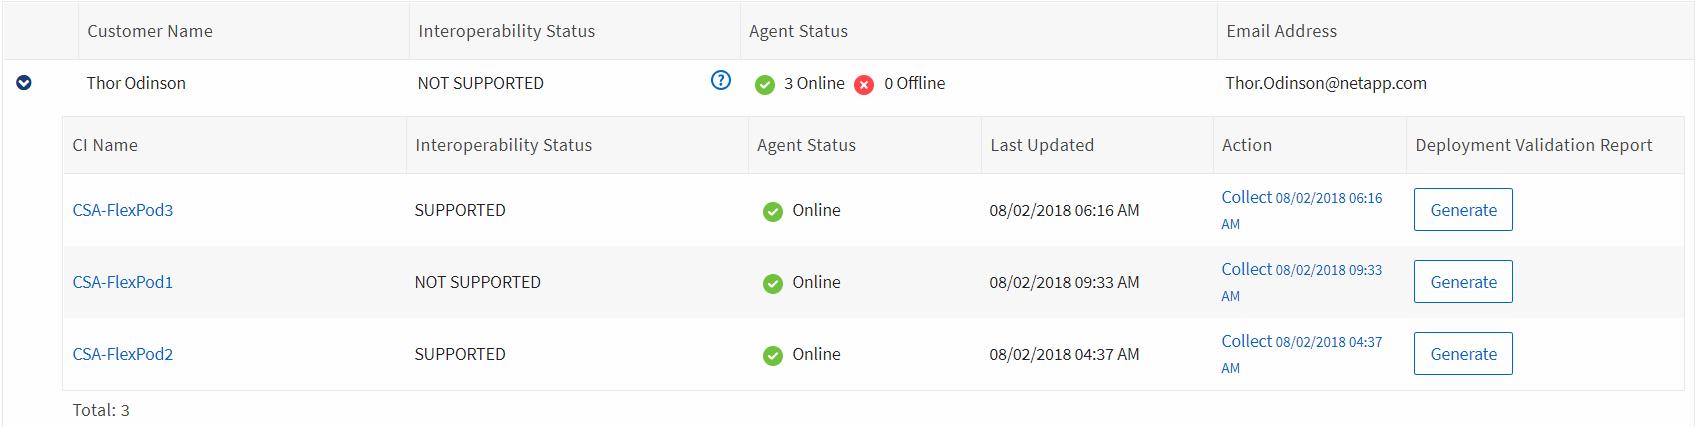 Customer Name Interoperability Status Agent Status Email Address
Thor Odinson NOT SUPPORTED ? 3 Online 0 Offline Thor.Odinson@netapp.com
CI Name Interoperability Status Agent Status Last Updated Action Deployment Validation Report
CSA-FlexPod3 SUPPORTED Online 08/02/2018 06:16 AM Collect 08/02/2018 06:16 AM Generate
CSA-FlexPod1 NOT SUPPORTED Online 08/02/2018 09:33 AM Collect 08/02/2018 09:33 AM Generate
CSA-FlexPod2 SUPPORTED Online 08/02/2018 04:37 AM Collect 08/02/2018 04:37 AM Generate
Total: 3